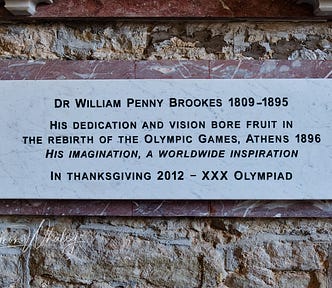 DR WILLIAM PENNY BROOKES 1809–1895
HIS DEDICATION AND VISION BORE FRUIT IN
THE REBIRTH OF THE OLYMPIC GAMES, ATHENS 1896
HIS IMAGINATION, A WORLDWIDE INSPIRATION
IN THANKSGIVING 2012 – XXX OLYMPIAD